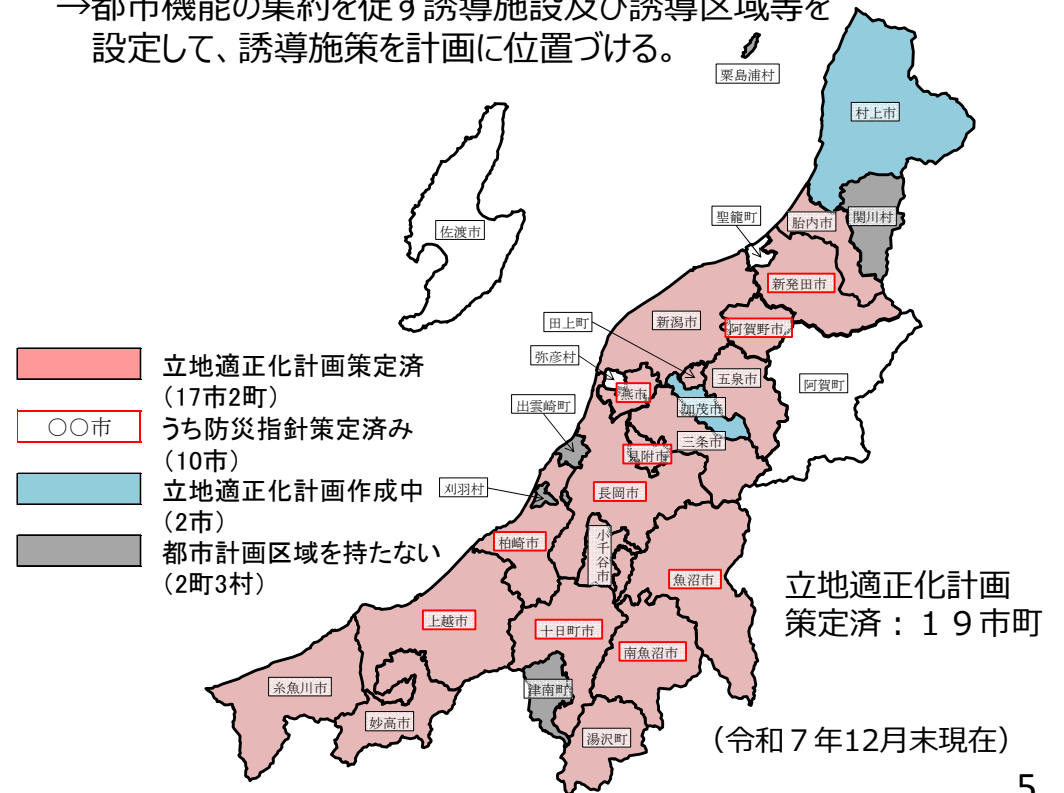 →都市機能の集約を促す誘導施設及び誘導区域等を
設定して、誘導施策を計画に位置づける。
粟島浦村
村上市
佐渡市
聖籠町
胎内市
関川村
新発田市
田上町
新潟市
阿賀野市
弥彦村
五泉市
阿賀町
燕市
加茂市
出雲崎町
三条市
見附市
刈羽村
長岡市
柏崎市
小千谷市
魚沼市
上越市
十日町市
南魚沼市
糸魚川市
津南町
妙高市
湯沢町
立地適正化計画策定済
(17市2町)
○○市
うち防災指針策定済み
(10市)
立地適正化計画作成中
(2市)
都市計画区域を持たない
(2町3村)
立地適正化計画
策定済：１９市町
（令和７年12月末現在）
5